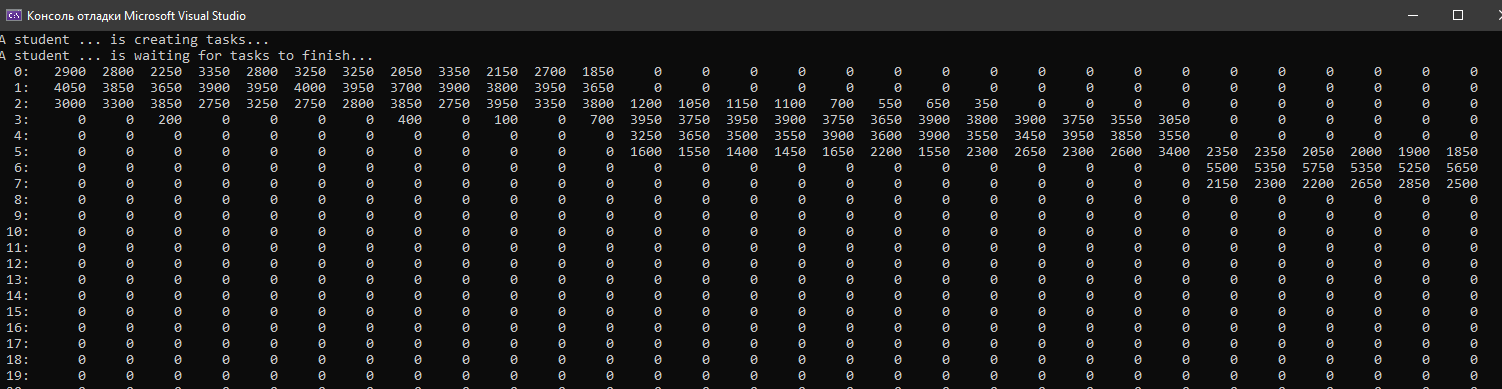 Консоль отладки Microsoft Visual Studio
A student ... is creating tasks...
A student ... is waiting for tasks to finish...
0: 2900 2800 2250 3350 2800 3250 3250 2050 3350 2150 2700 1850 0 0 0 0 0 0 0 0 0 0 0 0 0 0 0 0 0 0
1: 4050 3850 3650 3900 3950 4000 3950 3700 3900 3800 3950 3650 0 0 0 0 0 0 0 0 0 0 0 0 0 0 0 0 0 0
2: 3000 3300 3850 2750 3250 2750 2800 3850 2750 3950 3350 3800 1200 1050 1150 1100 700 550 650 350 0 0 0 0 0 0 0 0 0 0
3: 0 0 200 0 0 0 0 400 0 100 0 700 3950 3750 3950 3900 3750 3650 3900 3800 3900 3750 3550 3050 0 0 0 0 0 0
4: 0 0 0 0 0 0 0 0 0 0 0 0 3250 3650 3500 3550 3900 3600 3900 3550 3450 3950 3850 3550 0 0 0 0 0 0
5: 0 0 0 0 0 0 0 0 0 0 0 0 1600 1550 1400 1450 1650 2200 1550 2300 2650 2300 2600 3400 2350 2350 2050 2000 1900 1850
6: 0 0 0 0 0 0 0 0 0 0 0 0 0 0 0 0 0 0 0 0 0 0 0 0 5500 5350 5750 5350 5250 5650
7: 0 0 0 0 0 0 0 0 0 0 0 0 0 0 0 0 0 0 0 0 0 0 0 0 2150 2300 2200 2650 2850 2500
8: 0 0 0 0 0 0 0 0 0 0 0 0 0 0 0 0 0 0 0 0 0 0 0 0 0 0 0 0 0 0
9: 0 0 0 0 0 0 0 0 0 0 0 0 0 0 0 0 0 0 0 0 0 0 0 0 0 0 0 0 0 0
10: 0 0 0 0 0 0 0 0 0 0 0 0 0 0 0 0 0 0 0 0 0 0 0 0 0 0 0 0 0 0
11: 0 0 0 0 0 0 0 0 0 0 0 0 0 0 0 0 0 0 0 0 0 0 0 0 0 0 0 0 0 0
12: 0 0 0 0 0 0 0 0 0 0 0 0 0 0 0 0 0 0 0 0 0 0 0 0 0 0 0 0 0 0
13: 0 0 0 0 0 0 0 0 0 0 0 0 0 0 0 0 0 0 0 0 0 0 0 0 0 0 0 0 0 0
14: 0 0 0 0 0 0 0 0 0 0 0 0 0 0 0 0 0 0 0 0 0 0 0 0 0 0 0 0 0 0
15: 0 0 0 0 0 0 0 0 0 0 0 0 0 0 0 0 0 0 0 0 0 0 0 0 0 0 0 0 0 0
16: 0 0 0 0 0 0 0 0 0 0 0 0 0 0 0 0 0 0 0 0 0 0 0 0 0 0 0 0 0 0
17: 0 0 0 0 0 0 0 0 0 0 0 0 0 0 0 0 0 0 0 0 0 0 0 0 0 0 0 0 0 0
18: 0 0 0 0 0 0 0 0 0 0 0 0 0 0 0 0 0 0 0 0 0 0 0 0 0 0 0 0 0 0
19: 0 0 0 0 0 0 0 0 0 0 0 0 0 0 0 0 0 0 0 0 0 0 0 0 0 0 0 0 0 0